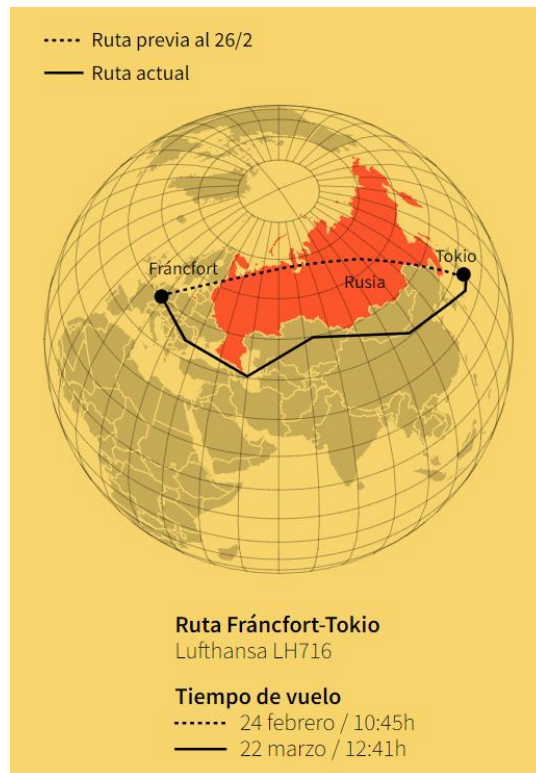 Ruta previa al 26/2
Ruta actual
Fráncfort
Tokio
Rusia
Ruta Fráncfort-Tokio
Lufthansa LH716
Tiempo de vuelo
24 febrero / 10:45h
22 marzo / 12:41h